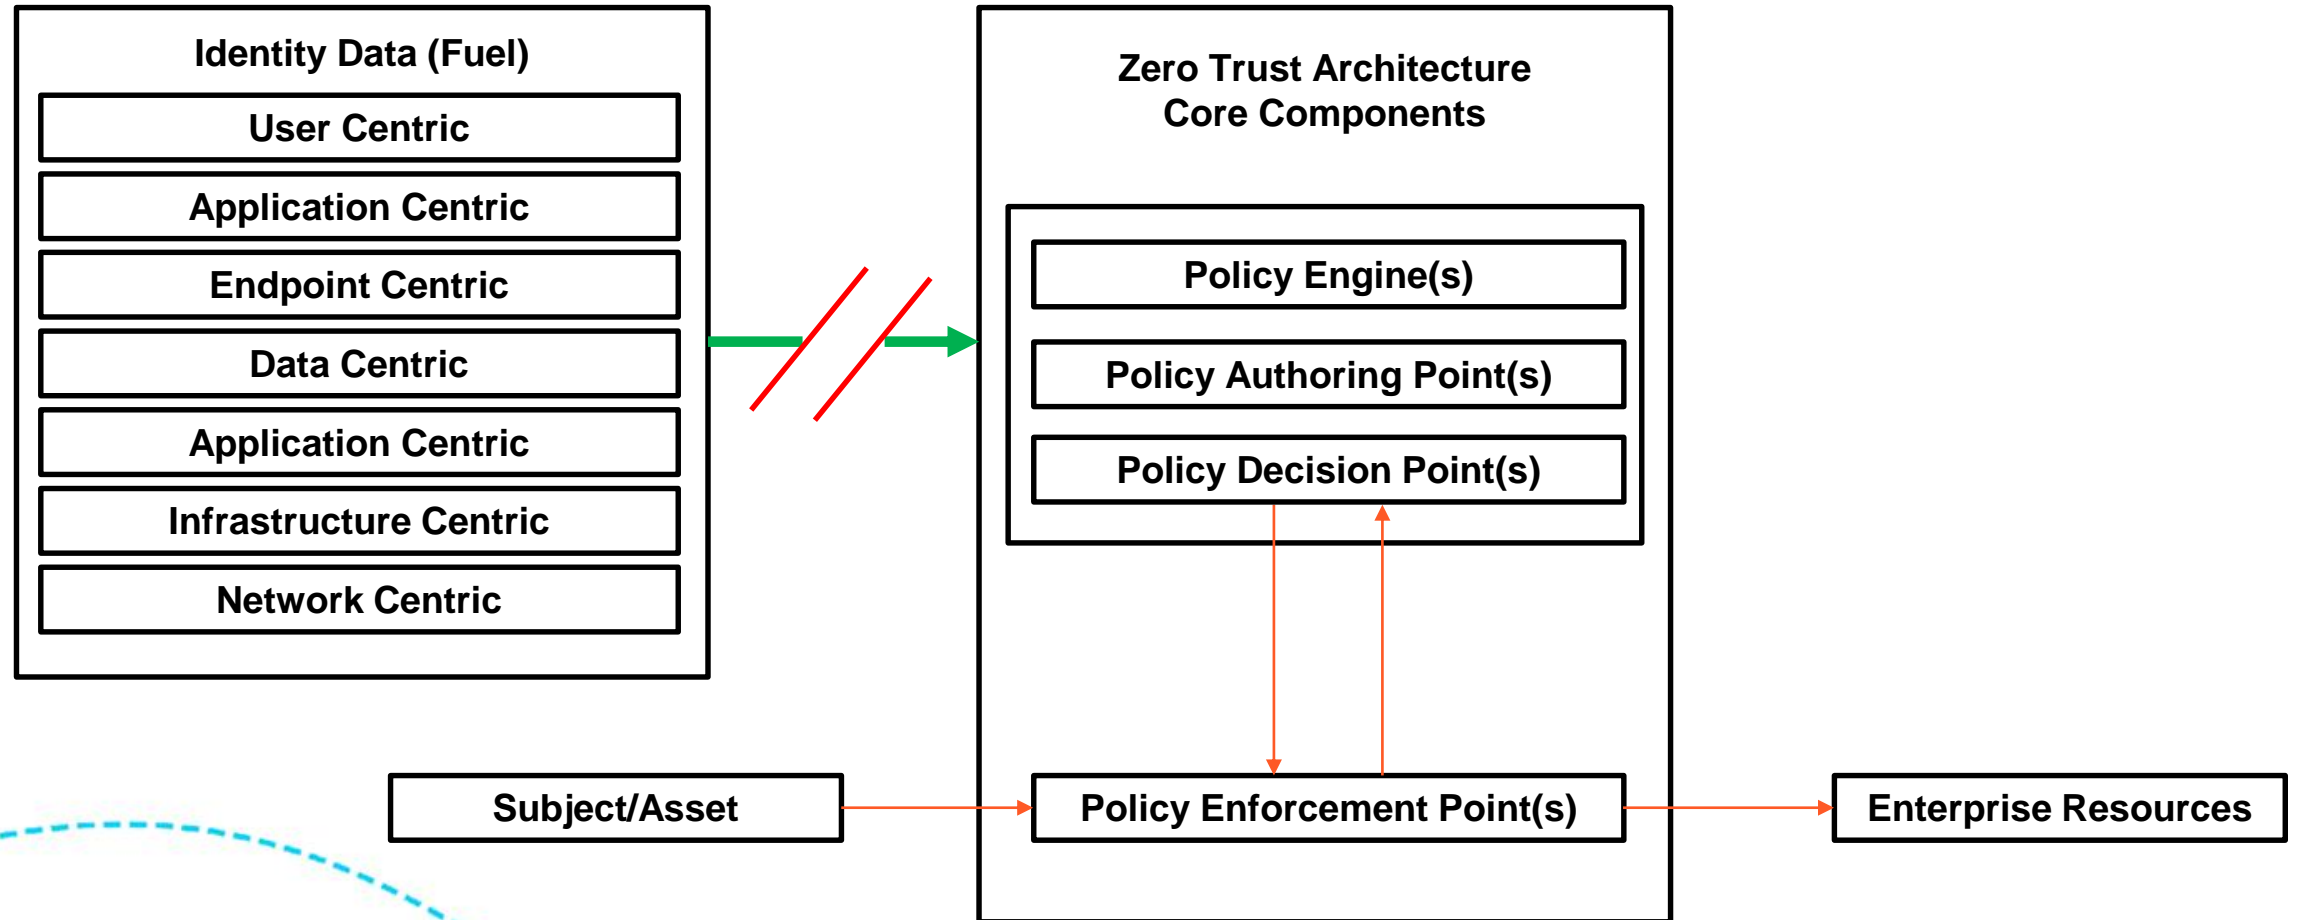 Identity Data (Fuel)
User Centric
Application Centric
Endpoint Centric
Data Centric
Application Centric
Infrastructure Centric
Network Centric
Zero Trust Architecture
Core Components
Policy Engine(s)
Policy Authoring Point(s)
Policy Decision Point(s)
Subject/Asset
Policy Enforcement Point(s)
Enterprise Resources